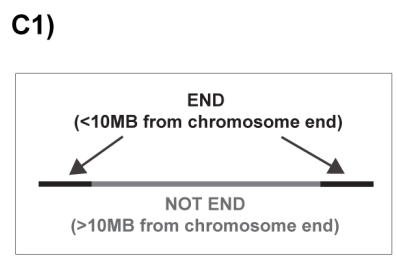 C1)
END
(<10MB from chromosome end)
NOT END
(>10MB from chromosome end)